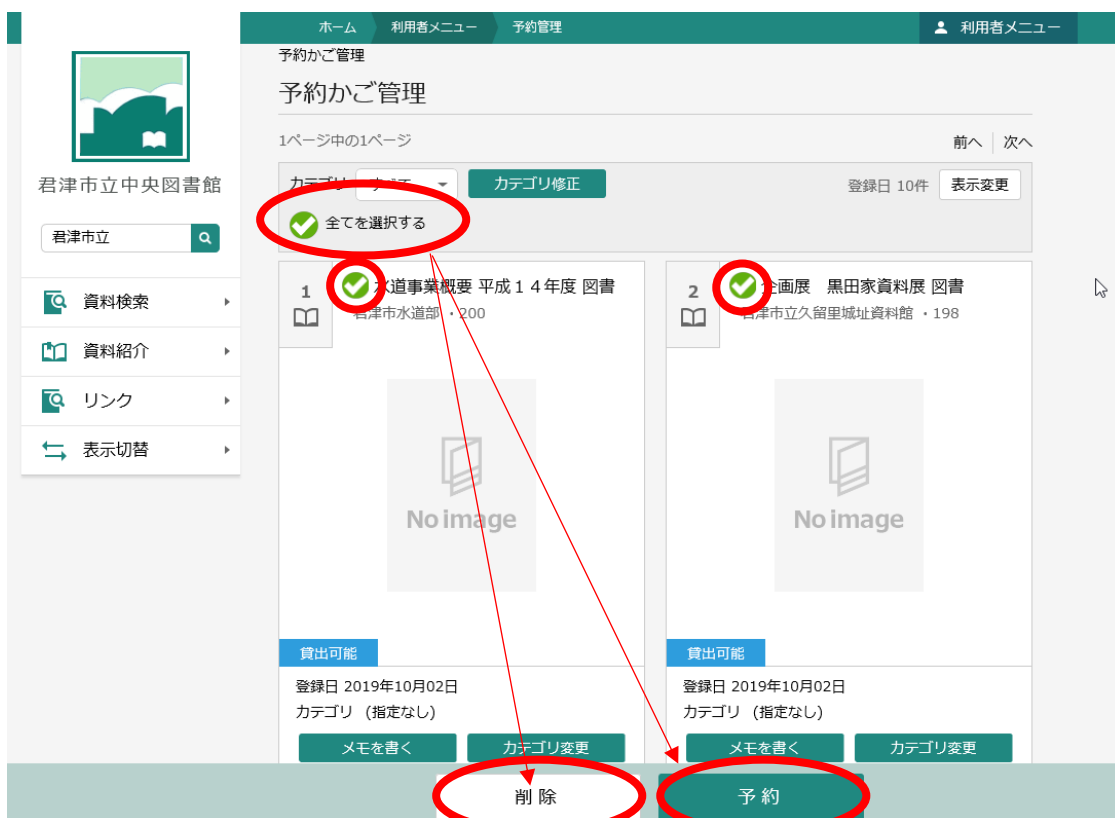 ホーム 利用者メニュー 予約管理 利用者メニュー
予約かご管理
予約かご管理
1ページ中の1ページ 前へ 次へ
君津市立中央図書館
君津市立
資料検索
資料紹介
リンク
表示切替
カテゴリ すべて カテゴリ修正 登録日 10件 表示変更
全てを選択する
1 水道事業概要 平成14年度 図書
君津市水道部 ・200
No image
貸出可能
登録日 2019年10月02日
カテゴリ (指定なし)
メモを書く カテゴリ変更
2 企画展 黒田家資料展 図書
君津市立久留里城址資料館 ・198
No image
貸出可能
登録日 2019年10月02日
カテゴリ (指定なし)
メモを書く カテゴリ変更
削除 予約